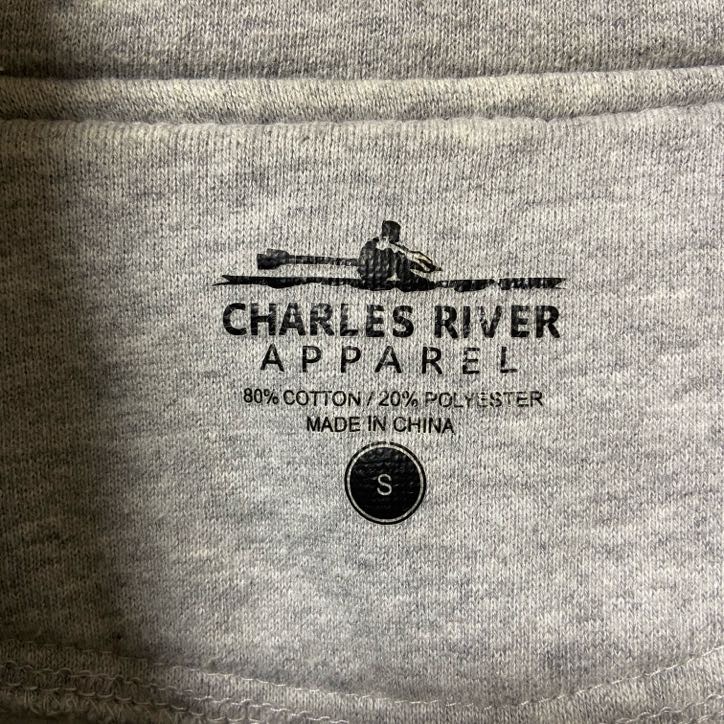 CHARLES RIVER
APPAREL
80% COTTON / 20% POLYESTER
MADE IN CHINA
S